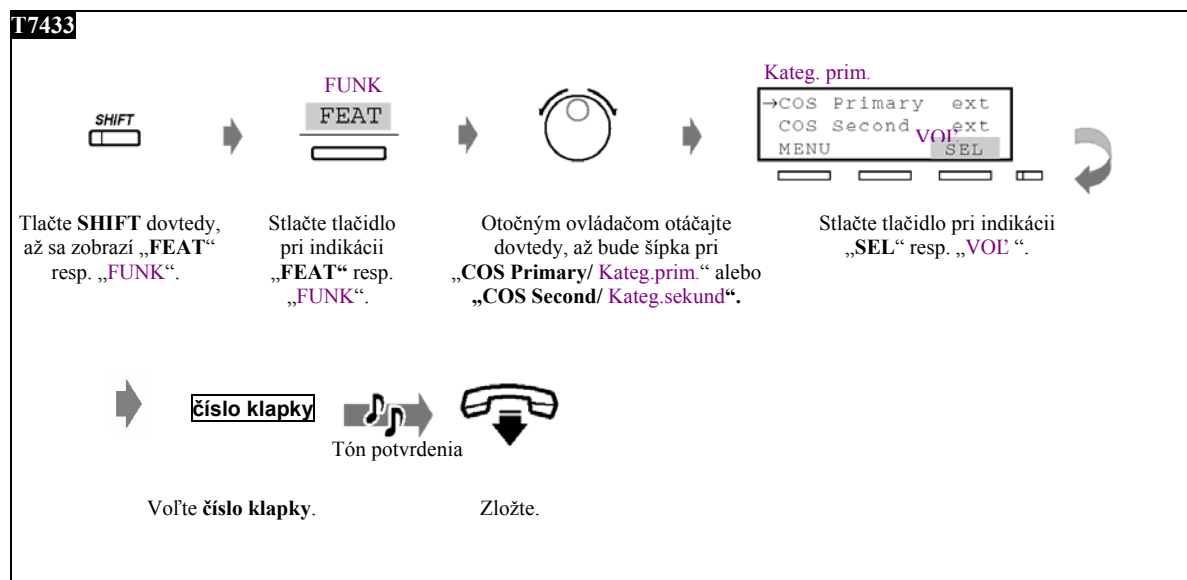 T7433
SHIFT
FUNK
FEAT
Kateg. prim.
→COS Primary ext
COS Second ext
VOĽ
MENU SEL
Tlačte SHIFT dovtedy,
až sa zobrazí „FEAT“
resp. „FUNK“.
Stlačte tlačidlo
pri indikácii
„FEAT“ resp.
„FUNK“.
Otočným ovládačom otáčajte
dovtedy, až bude šípka pri
„COS Primary/ Kateg.prim.“ alebo
„COS Second/ Kateg.sekund“.
Stlačte tlačidlo pri indikácii
„SEL“ resp. „VOĽ “.
číslo klapky
Tón potvrdenia
Voľte číslo klapky.
Zložte.